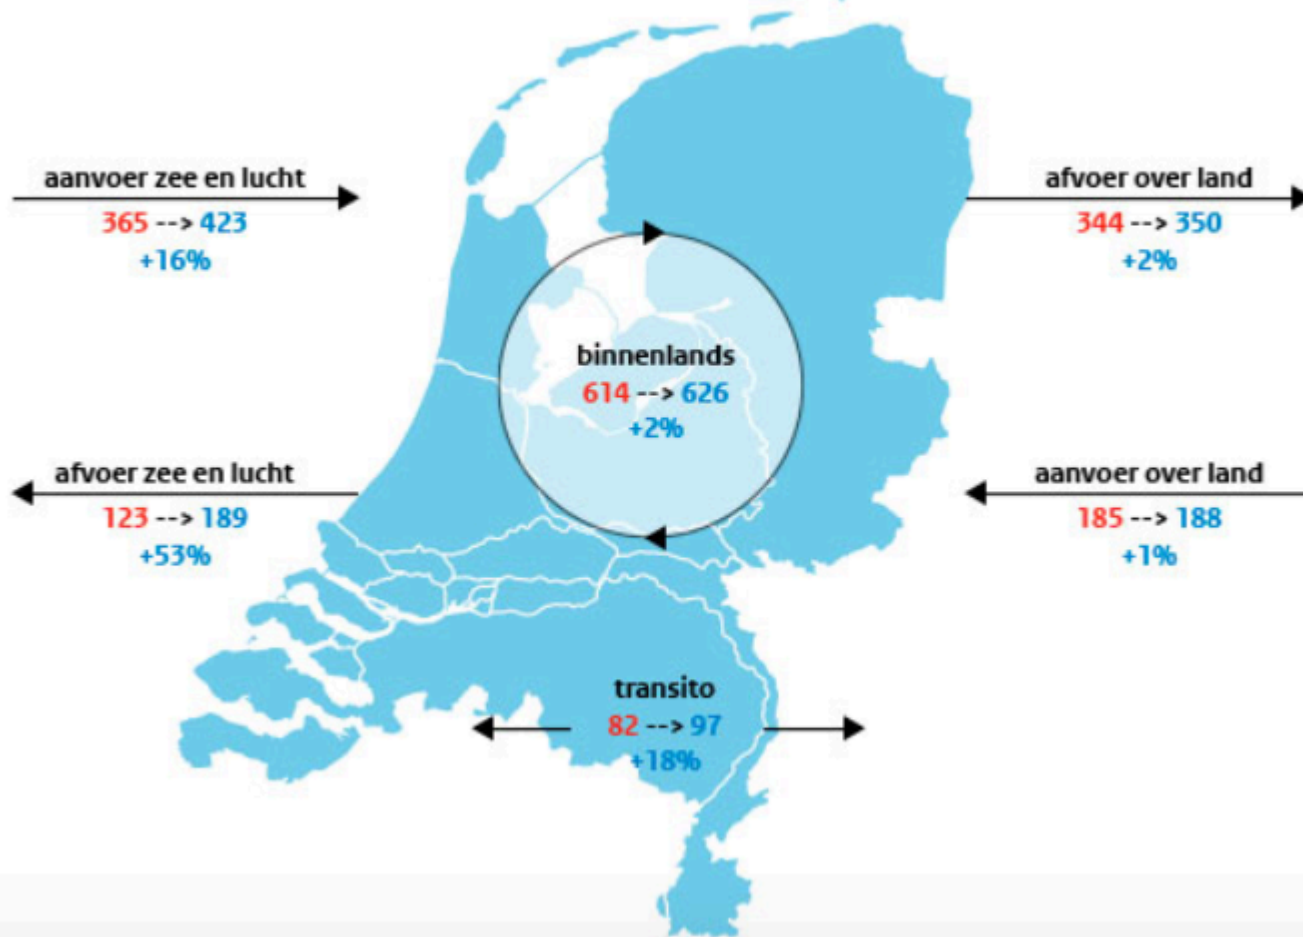 aanvoer zee en lucht
365 --> 423
+16%
afvoer over land
344 --> 350
+2%
binnenlands
614 --> 626
+2%
afvoer zee en lucht
123 --> 189
+53%
aanvoer over land
185 --> 188
+1%
transito
82 --> 97
+18%